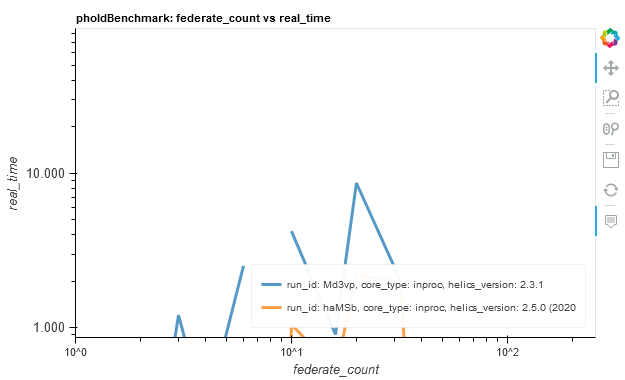 pholdBenchmark: federate_count vs real_time
real_time
10.000
1.000
run_id: Md3vp, core_type: inproc, helics_version: 2.3.1
run_id: haMSb, core_type: inproc, helics_version: 2.5.0 (2020
10^0
10^1
10^2
federate_count